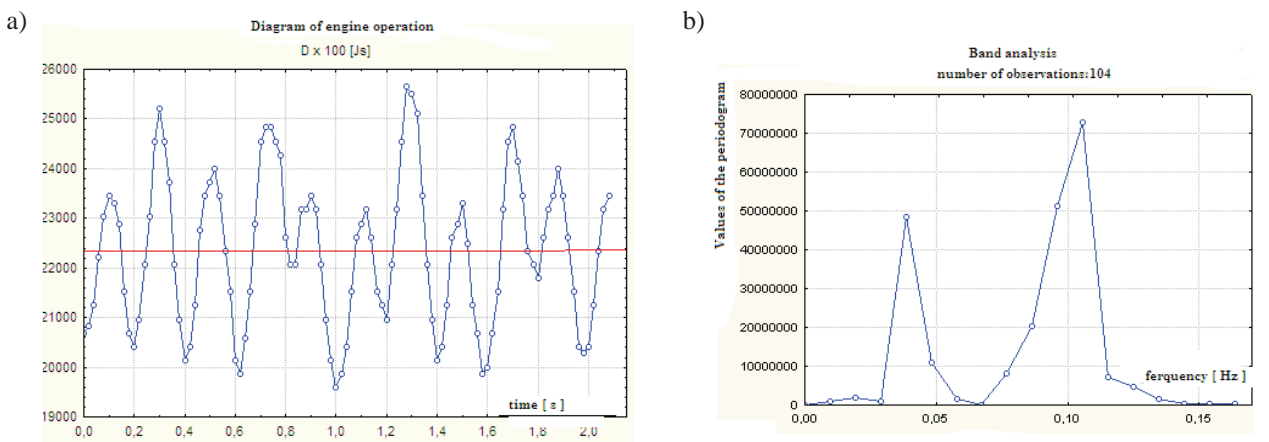 a)
Diagram of engine operation
D x 100 [Js]
26000
25000
24000
23000
22000
21000
20000
19000
time [ s ]
0,0 0,2 0,4 0,6 0,8 1,0 1,2 1,4 1,6 1,8 2,0
b)
Band analysis
number of observations:104
Values of the periodogram
80000000
70000000
60000000
50000000
40000000
30000000
20000000
10000000
0
ferquency [ Hz ]
0,00 0,05 0,10 0,15